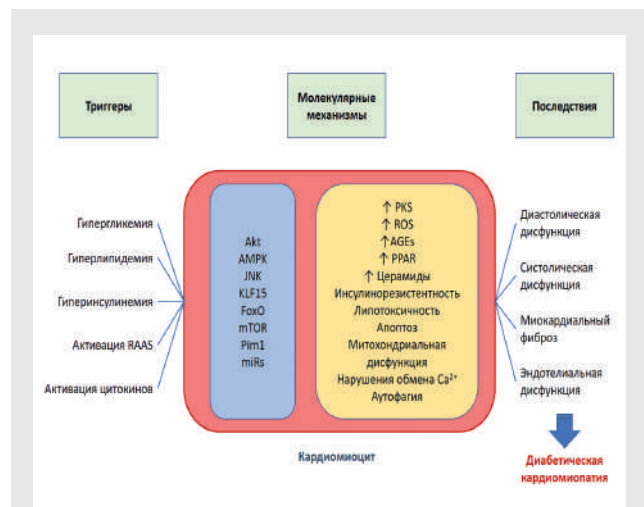 Триггеры
Молекулярные
механизмы
Последствия
Гипергликемия
Гиперлипидемия
Гиперинсулинемия
Активация RAAS
Активация цитокинов
Akt
AMPK
JNK
KLF15
FoxO
mTOR
Pim1
miRs
↑ PKS
↑ ROS
↑ AGEs
↑ PPAR
↑ Церамиды
Инсулинорезистентность
Липотоксичность
Апоптоз
Митохондриальная
дисфункция
Нарушения обмена Ca²⁺
Аутофагия
Диастолическая
дисфункция
Систолическая
дисфункция
Миокардиальный
фиброз
Эндотелиальная
дисфункция
Кардиомиоцит
Диабетическая
кардиомиопатия